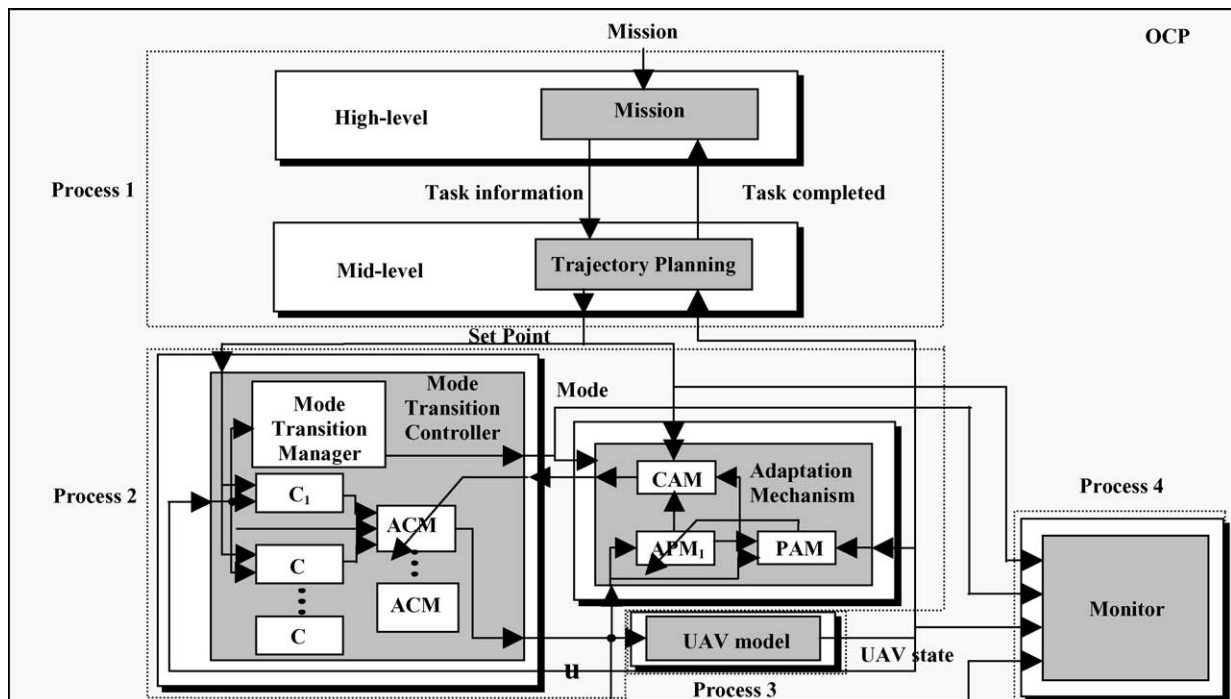 Mission
OCP
High-level
Mission
Process 1
Task information
Task completed
Mid-level
Trajectory Planning
Set Point
Mode
Transition
Manager
Mode
Transition
Controller
Mode
Process 2
C₁
ACM
C
ACM
C
CAM
Adaptation
Mechanism
APM₁
PAM
Process 4
Monitor
UAV model
UAV state
u
Process 3